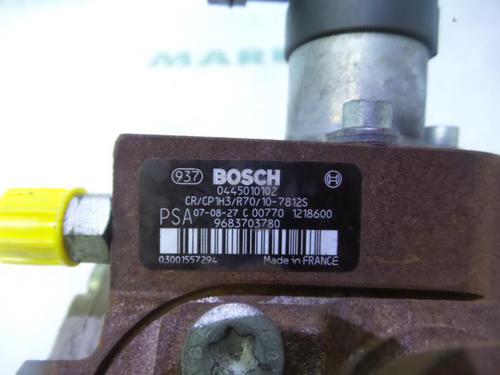 937 BOSCH
0445010102
CR/CP1H3/R70/10-7812S
PSA 07-08-27 C 00770 1218600
9683703780
03001557294 Made in FRANCE